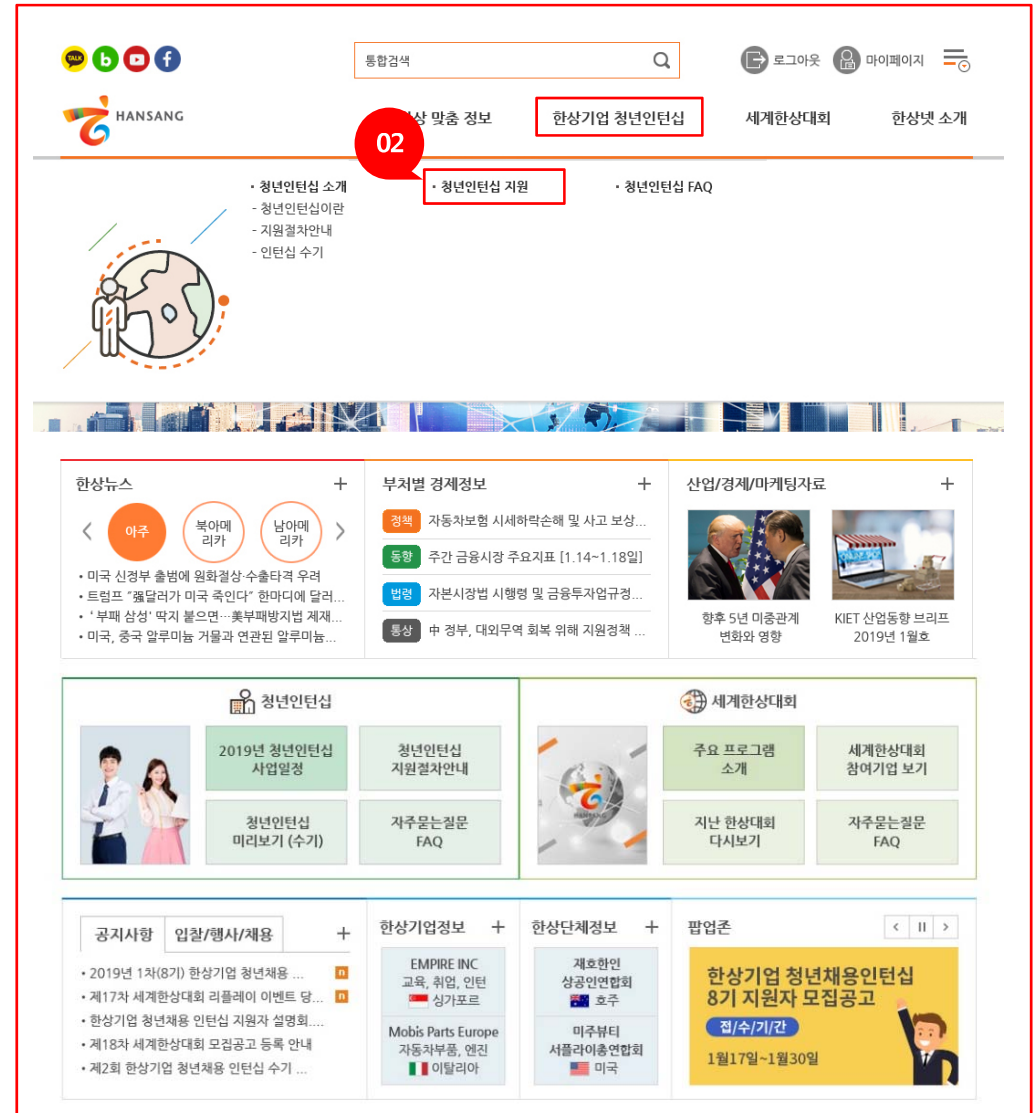 TALK
통합검색
로그아웃
마이페이지
HANSANG
상 맞춤 정보
한상기업 청년인턴십
세계한상대회
한상넷 소개
02
· 청년인턴십 소개
- 청년인턴십이란
- 지원절차안내
- 인턴십 수기
· 청년인턴십 지원
· 청년인턴십 FAQ
한상뉴스 +
아주
북아메
리카
남아메
리카
• 미국 신정부 출범에 원화절상·수출타격 우려
• 트럼프 "强달러가 미국 죽인다" 한마디에 달러...
• ' 부패 삼성' 딱지 붙으면…美부패방지법 제재...
• 미국, 중국 알루미늄 거물과 연관된 알루미늄...
부처별 경제정보 +
정책 자동차보험 시세하락손해 및 사고 보상...
동향 주간 금융시장 주요지표 [1.14~1.18일]
법령 자본시장법 시행령 및 금융투자업규정...
통상 中 정부, 대외무역 회복 위해 지원정책 ...
산업/경제/마케팅자료 +
향후 5년 미중관계
변화와 영향
KIET 산업동향 브리프
2019년 1월호
청년인턴십
2019년 청년인턴십
사업일정
청년인턴십
지원절차안내
청년인턴십
미리보기 (수기)
자주묻는질문
FAQ
세계한상대회
HANSANG
주요 프로그램
소개
세계한상대회
참여기업 보기
지난 한상대회
다시보기
자주묻는질문
FAQ
공지사항
입찰/행사/채용 +
• 2019년 1차(8기) 한상기업 청년채용 ... n
• 제17차 세계한상대회 리플레이 이벤트 당... n
• 한상기업 청년채용 인턴십 지원자 설명회....
• 제18차 세계한상대회 모집공고 등록 안내
• 제2회 한상기업 청년채용 인턴십 수기 ...
한상기업정보 +
EMPIRE INC
교육, 취업, 인턴
싱가포르
Mobis Parts Europe
자동차부품, 엔진
이탈리아
한상단체정보 +
재호한인
상공인연합회
호주
미주뷰티
서플라이총연합회
미국
팝업존
한상기업 청년채용인턴십
8기 지원자 모집공고
접/수/기/간
1월17일~1월30일